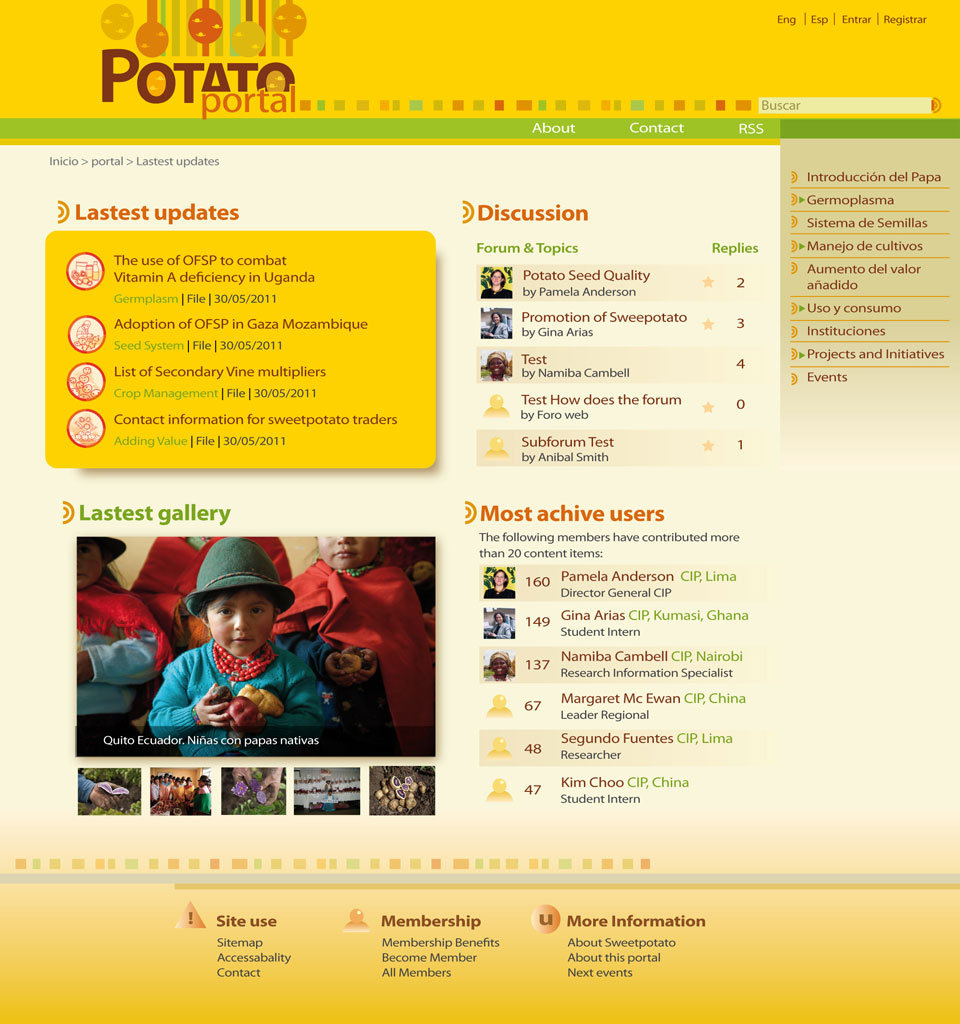 Eng | Esp | Entrar | Registrar
POTATO
portal
Buscar
About Contact RSS
Inicio > portal > Lastest updates
Lastest updates
The use of OFSP to combat
Vitamin A deficiency in Uganda
Germplasm | File | 30/05/2011
Adoption of OFSP in Gaza Mozambique
Seed System | File | 30/05/2011
List of Secondary Vine multipliers
Crop Management | File | 30/05/2011
Contact information for sweetpotato traders
Adding Value | File | 30/05/2011
Discussion
Forum & Topics Replies
Potato Seed Quality
by Pamela Anderson
2
Promotion of Sweepotato
by Gina Arias
3
Test
by Namiba Cambell
4
Test How does the forum
by Foro web
0
Subforum Test
by Anibal Smith
1
Introducción del Papa
Germoplasma
Sistema de Semillas
Manejo de cultivos
Aumento del valor
añadido
Uso y consumo
Instituciones
Projects and Initiatives
Events
Lastest gallery
Quito Ecuador. Niñas con papas nativas
Most achive users
The following members have contributed more
than 20 content items:
160 Pamela Anderson CIP, Lima
Director General CIP
149 Gina Arias CIP, Kumasi, Ghana
Student Intern
137 Namiba Cambell CIP, Nairobi
Research Information Specialist
67 Margaret Mc Ewan CIP, China
Leader Regional
48 Segundo Fuentes CIP, Lima
Researcher
47 Kim Choo CIP, China
Student Intern
! Site use
Sitemap
Accessabality
Contact
Membership
Membership Benefits
Become Member
All Members
u More Information
About Sweetpotato
About this portal
Next events